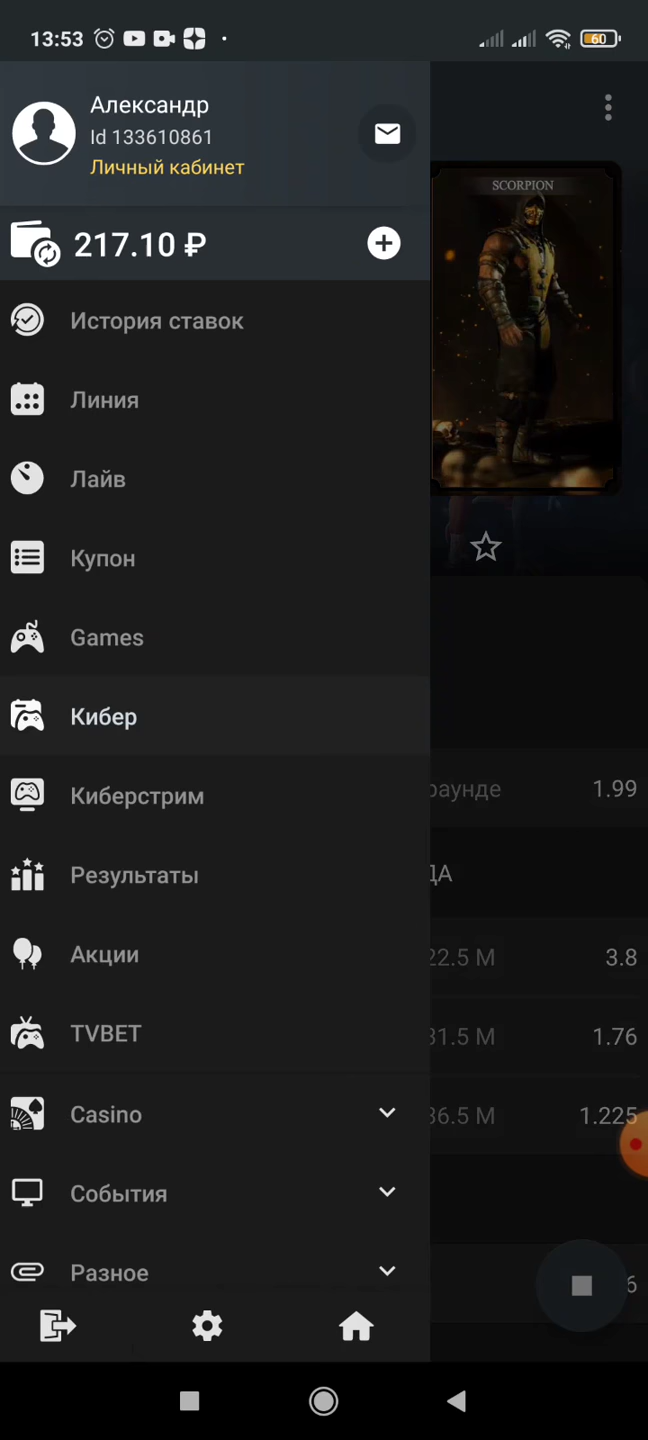 13:53
60
Александр
Id 133610861
Личный кабинет
SCORPION
217.10 ₽
История ставок
Линия
Лайв
Купон
Games
Кибер
Киберстрим
раунде 1.99
Результаты
ДА
Акции
22.5 М 3.8
TVBET
31.5 М 1.76
Casino
36.5 М 1.225
События
Разное
6